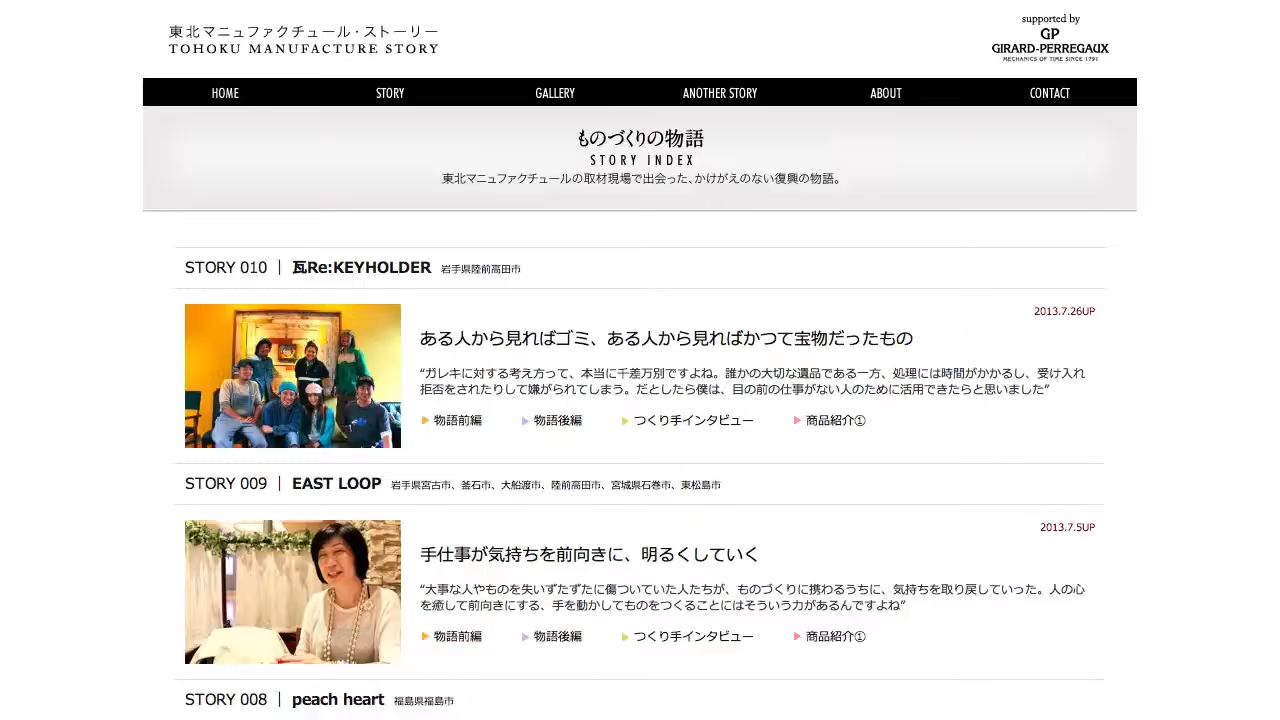 東北マニュファクチュール・ストーリー
TOHOKU MANUFACTURE STORY
supported by
GP
GIRARD-PERREGAUX
MECHANICS OF TIME SINCE 1791
HOME STORY GALLERY ANOTHER STORY ABOUT CONTACT
ものづくりの物語
STORY INDEX
東北マニュファクチュールの取材現場で出会った、かけがえのない復興の物語。
STORY 010 | 瓦Re:KEYHOLDER 岩手県陸前高田市
2013.7.26UP
ある人から見ればゴミ、ある人から見ればかつて宝物だったもの
“ガレキに対する考え方って、本当に千差万別ですよね。誰かの大切な遺品である一方、処理には時間がかかるし、受け入れ
拒否をされたりして嫌がられてしまう。だとしたら僕は、目の前の仕事がない人のために活用できたらと思いました”
物語前編 物語後編 つくり手インタビュー 商品紹介①
STORY 009 | EAST LOOP 岩手県宮古市、釜石市、大船渡市、陸前高田市、宮城県石巻市、東松島市
2013.7.5UP
手仕事が気持ちを前向きに、明るくしていく
“大事な人やものを失いずたずたに傷ついていた人たちが、ものづくりに携わるうちに、気持ちを取り戻していった。人の心
を癒して前向きにする、手を動かしてものをつくることにはそういう力があるんですよね”
物語前編 物語後編 つくり手インタビュー 商品紹介①
STORY 008 | peach heart 福島県福島市